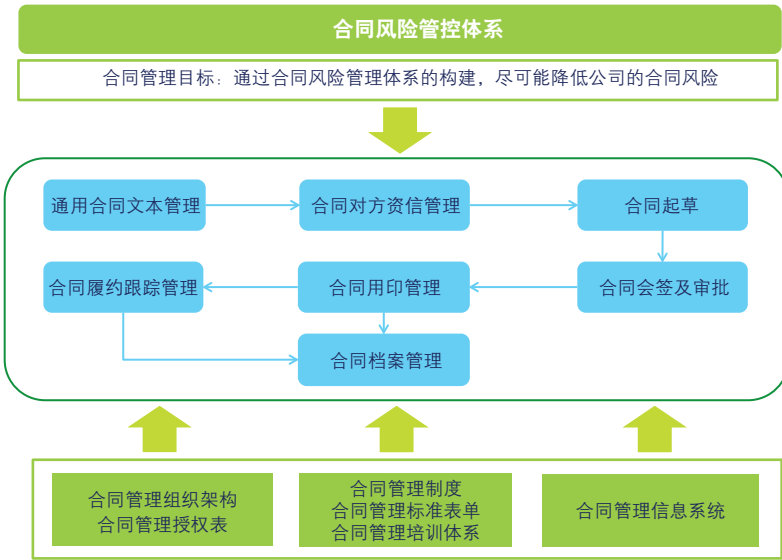 合同风险管控体系
合同管理目标：通过合同风险管理体系的构建，尽可能降低公司的合同风险
通用合同文本管理
合同对方资信管理
合同起草
合同履约跟踪管理
合同用印管理
合同会签及审批
合同档案管理
合同管理组织架构
合同管理授权表
合同管理制度
合同管理标准表单
合同管理培训体系
合同管理信息系统